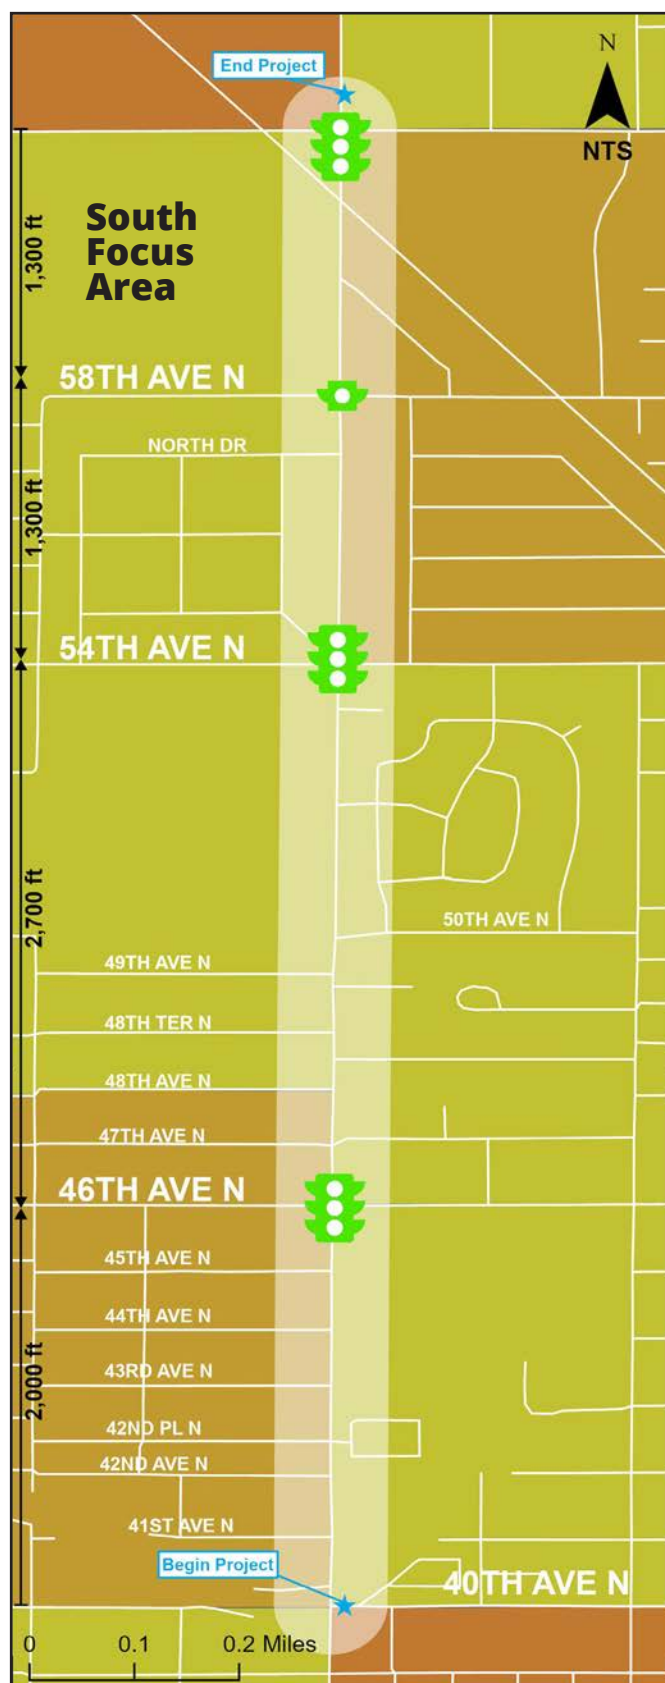 End Project
N
NTS
South
Focus
Area
1,300 ft
58TH AVE N
NORTH DR
1,300 ft
54TH AVE N
2,700 ft
50TH AVE N
49TH AVE N
48TH TER N
48TH AVE N
47TH AVE N
46TH AVE N
45TH AVE N
44TH AVE N
43RD AVE N
2,000 ft
42ND PL N
42ND AVE N
41ST AVE N
Begin Project
40TH AVE N
0 0.1 0.2 Miles